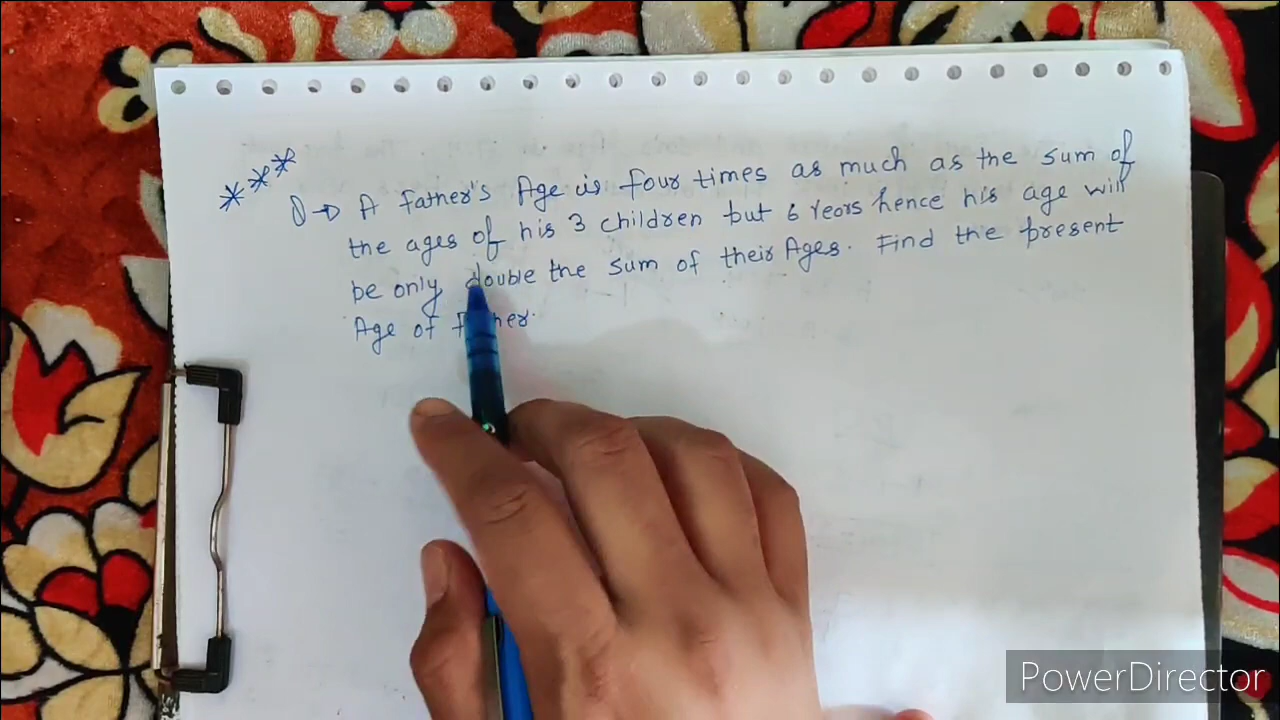 *** Q→ A Father's Age is four times as much as the sum of
the ages of his 3 children but 6 Years hence his age will
be only double the sum of their Ages. Find the present
Age of
PowerDirector